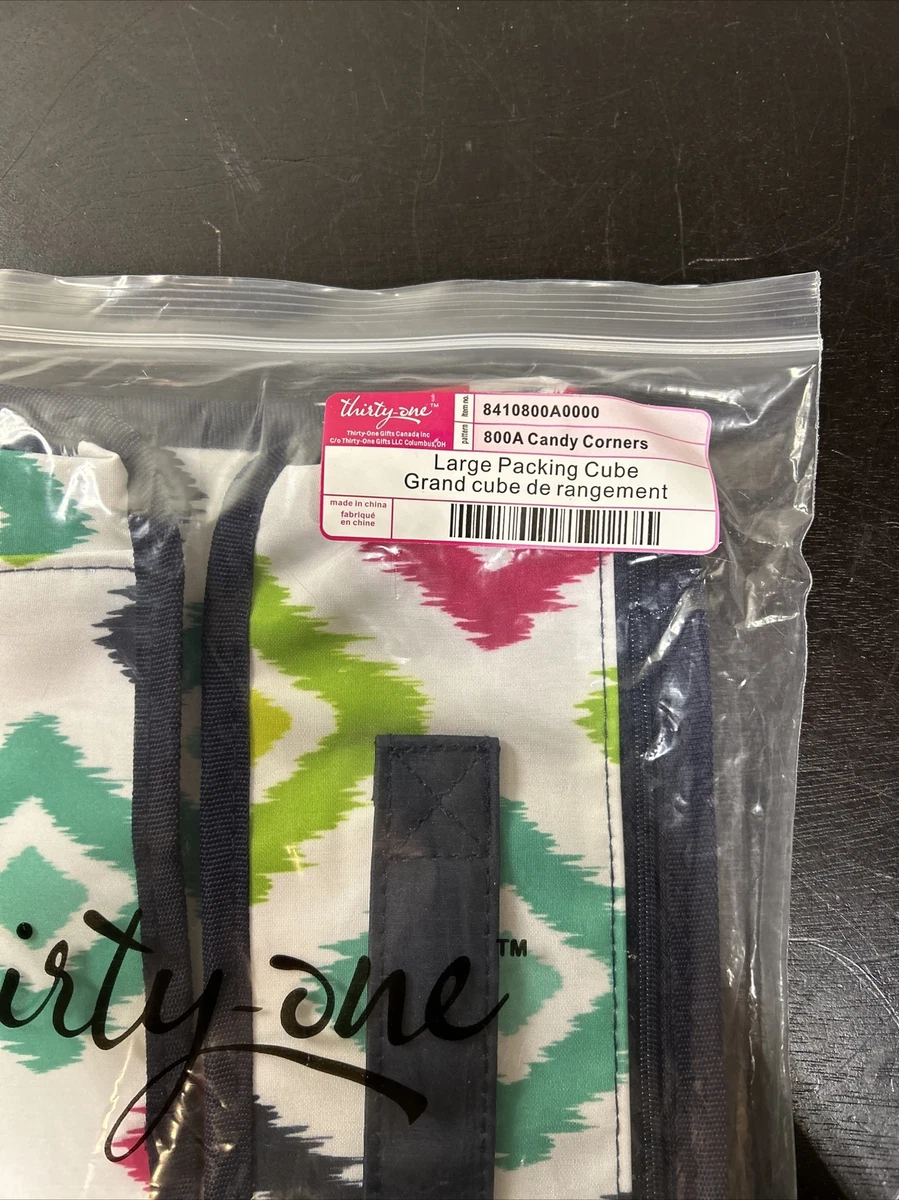 thirty-one™
Thirty-One Gifts Canada Inc
C/o Thirty-One Gifts LLC Columbus,OH
item no.
8410800A0000
pattern
800A Candy Corners
Large Packing Cube
Grand cube de rangement
made in china
fabriqué
en chine
irty-one™